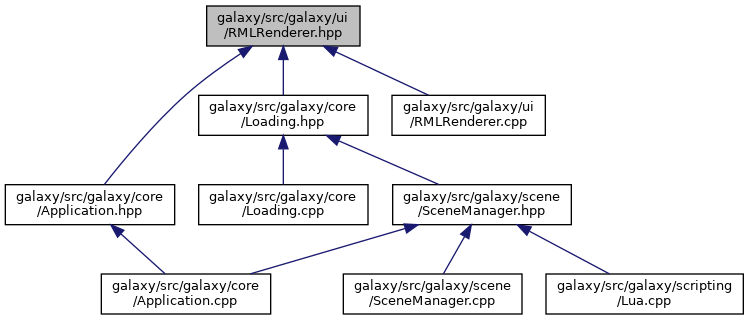 galaxy/src/galaxy/ui
/RMLRenderer.hpp
galaxy/src/galaxy/core
/Loading.hpp
galaxy/src/galaxy/ui
/RMLRenderer.cpp
galaxy/src/galaxy/core
/Application.hpp
galaxy/src/galaxy/core
/Loading.cpp
galaxy/src/galaxy/scene
/SceneManager.hpp
galaxy/src/galaxy/core
/Application.cpp
galaxy/src/galaxy/scene
/SceneManager.cpp
galaxy/src/galaxy/scripting
/Lua.cpp